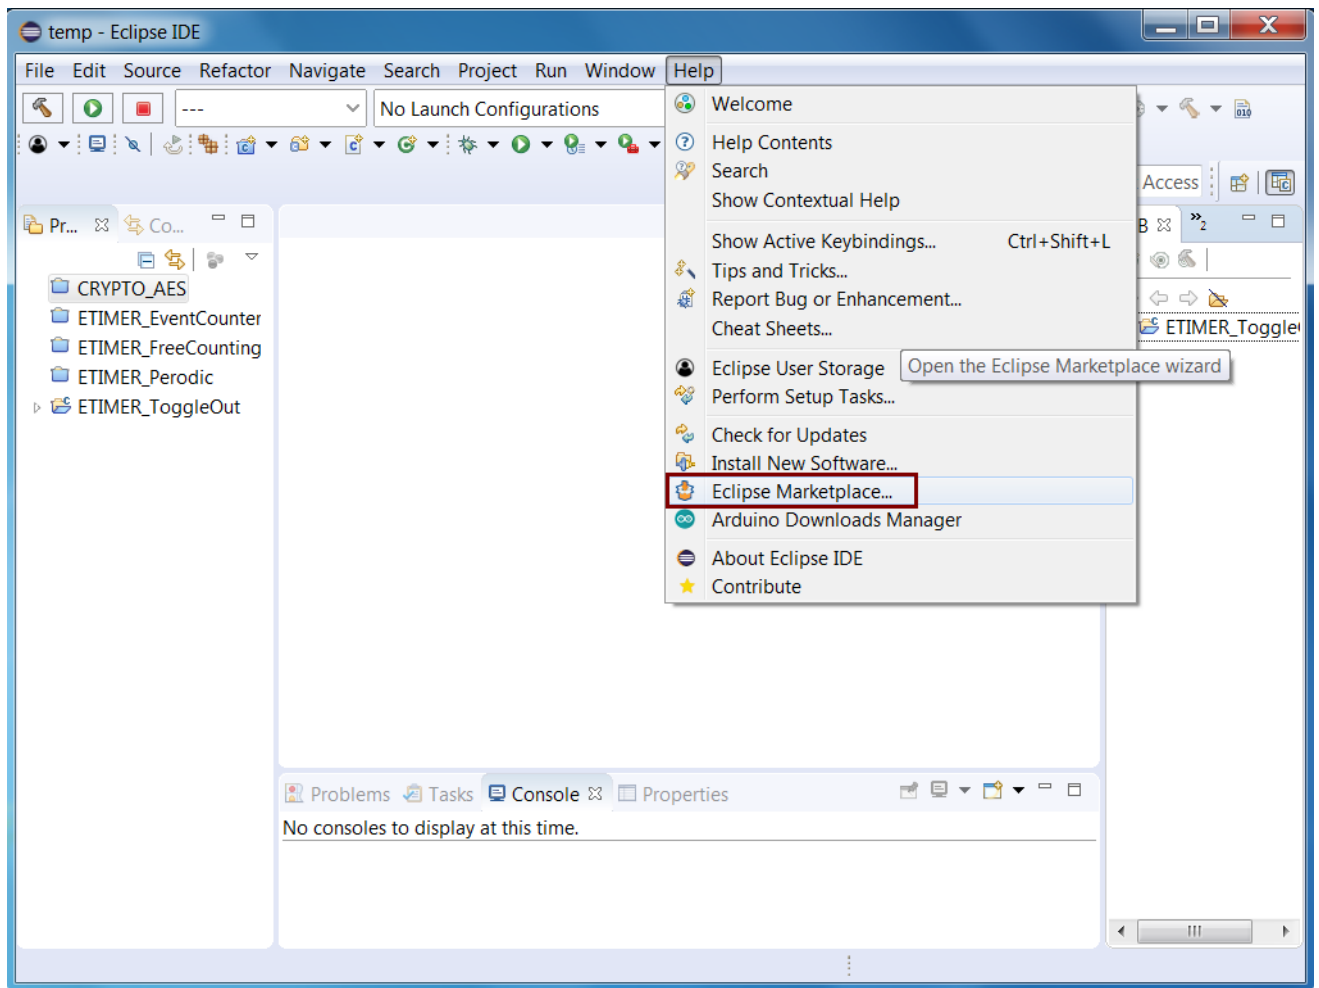 temp - Eclipse IDE
File Edit Source Refactor Navigate Search Project Run Window Help
--- No Launch Configurations
Welcome
Help Contents
Search
Show Contextual Help
Show Active Keybindings... Ctrl+Shift+L
Tips and Tricks...
Report Bug or Enhancement...
Cheat Sheets...
Eclipse User Storage
Open the Eclipse Marketplace wizard
Perform Setup Tasks...
Check for Updates
Install New Software...
Eclipse Marketplace...
Arduino Downloads Manager
About Eclipse IDE
Contribute
010
Access
Pr... Co...
B »2
CRYPTO_AES
ETIMER_EventCounter
ETIMER_FreeCounting
ETIMER_Perodic
ETIMER_ToggleOut
ETIMER_Toggle
Problems Tasks Console Properties
No consoles to display at this time.